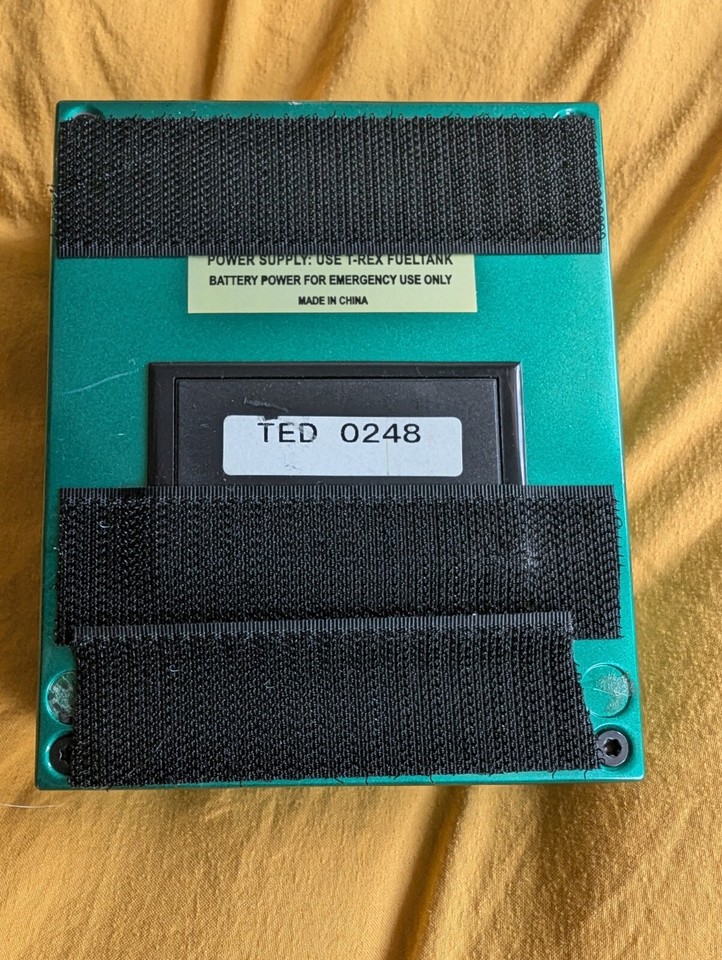 POWER SUPPLY: USE T-REX FUELTANK
BATTERY POWER FOR EMERGENCY USE ONLY
MADE IN CHINA
TED 0248